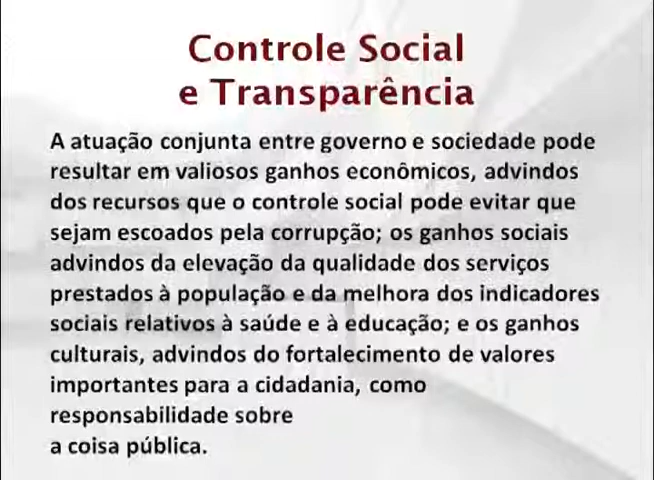 Controle Social
e Transparência
A atuação conjunta entre governo e sociedade pode
resultar em valiosos ganhos econômicos, advindos
dos recursos que o controle social pode evitar que
sejam escoados pela corrupção; os ganhos sociais
advindos da elevação da qualidade dos serviços
prestados à população e da melhora dos indicadores
sociais relativos à saúde e à educação; e os ganhos
culturais, advindos do fortalecimento de valores
importantes para a cidadania, como
responsabilidade sobre
a coisa pública.